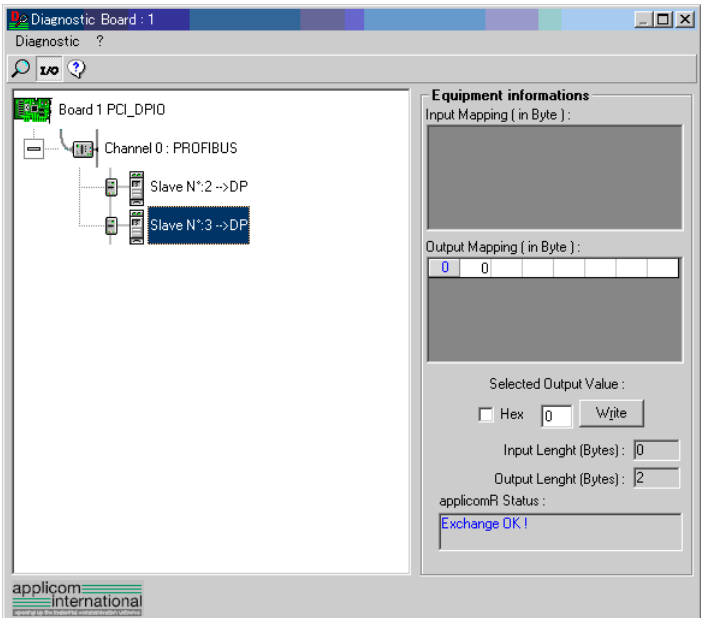 Diagnostic Board : 1
Diagnostic ?
I/O
Board 1 PCI_DPIO
Channel 0 : PROFIBUS
Slave N°:2 -->DP
Slave N°:3 -->DP
Equipment informations
Input Mapping ( in Byte ) :
Output Mapping ( in Byte ) :
0 0
Selected Output Value :
Hex 0 Write
Input Lenght (Bytes) : 0
Output Lenght (Bytes) : 2
applicomR Status :
Exchange OK !
applicom
international